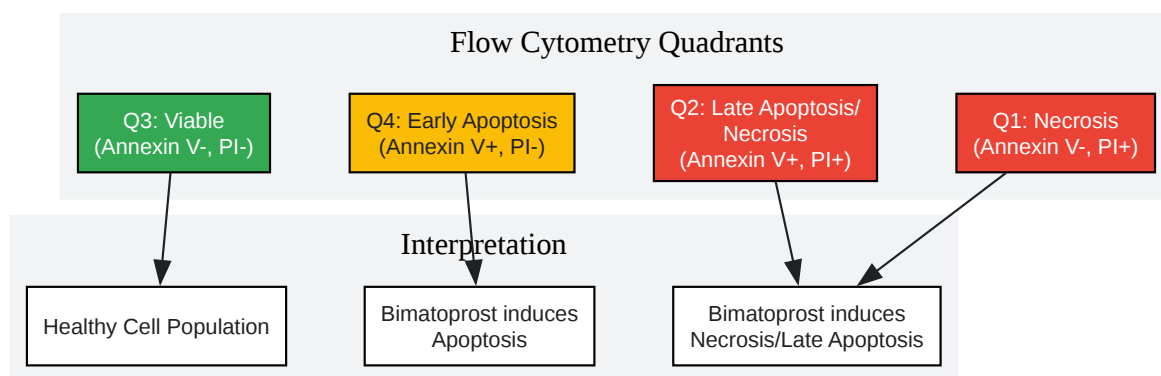 Flow Cytometry Quadrants
Q3: Viable
(Annexin V-, PI-)
Q4: Early Apoptosis
(Annexin V+, PI-)
Q2: Late Apoptosis/
Necrosis
(Annexin V+, PI+)
Q1: Necrosis
(Annexin V-, PI+)
Interpretation
Healthy Cell Population
Bimatoprost induces
Apoptosis
Bimatoprost induces
Necrosis/Late Apoptosis